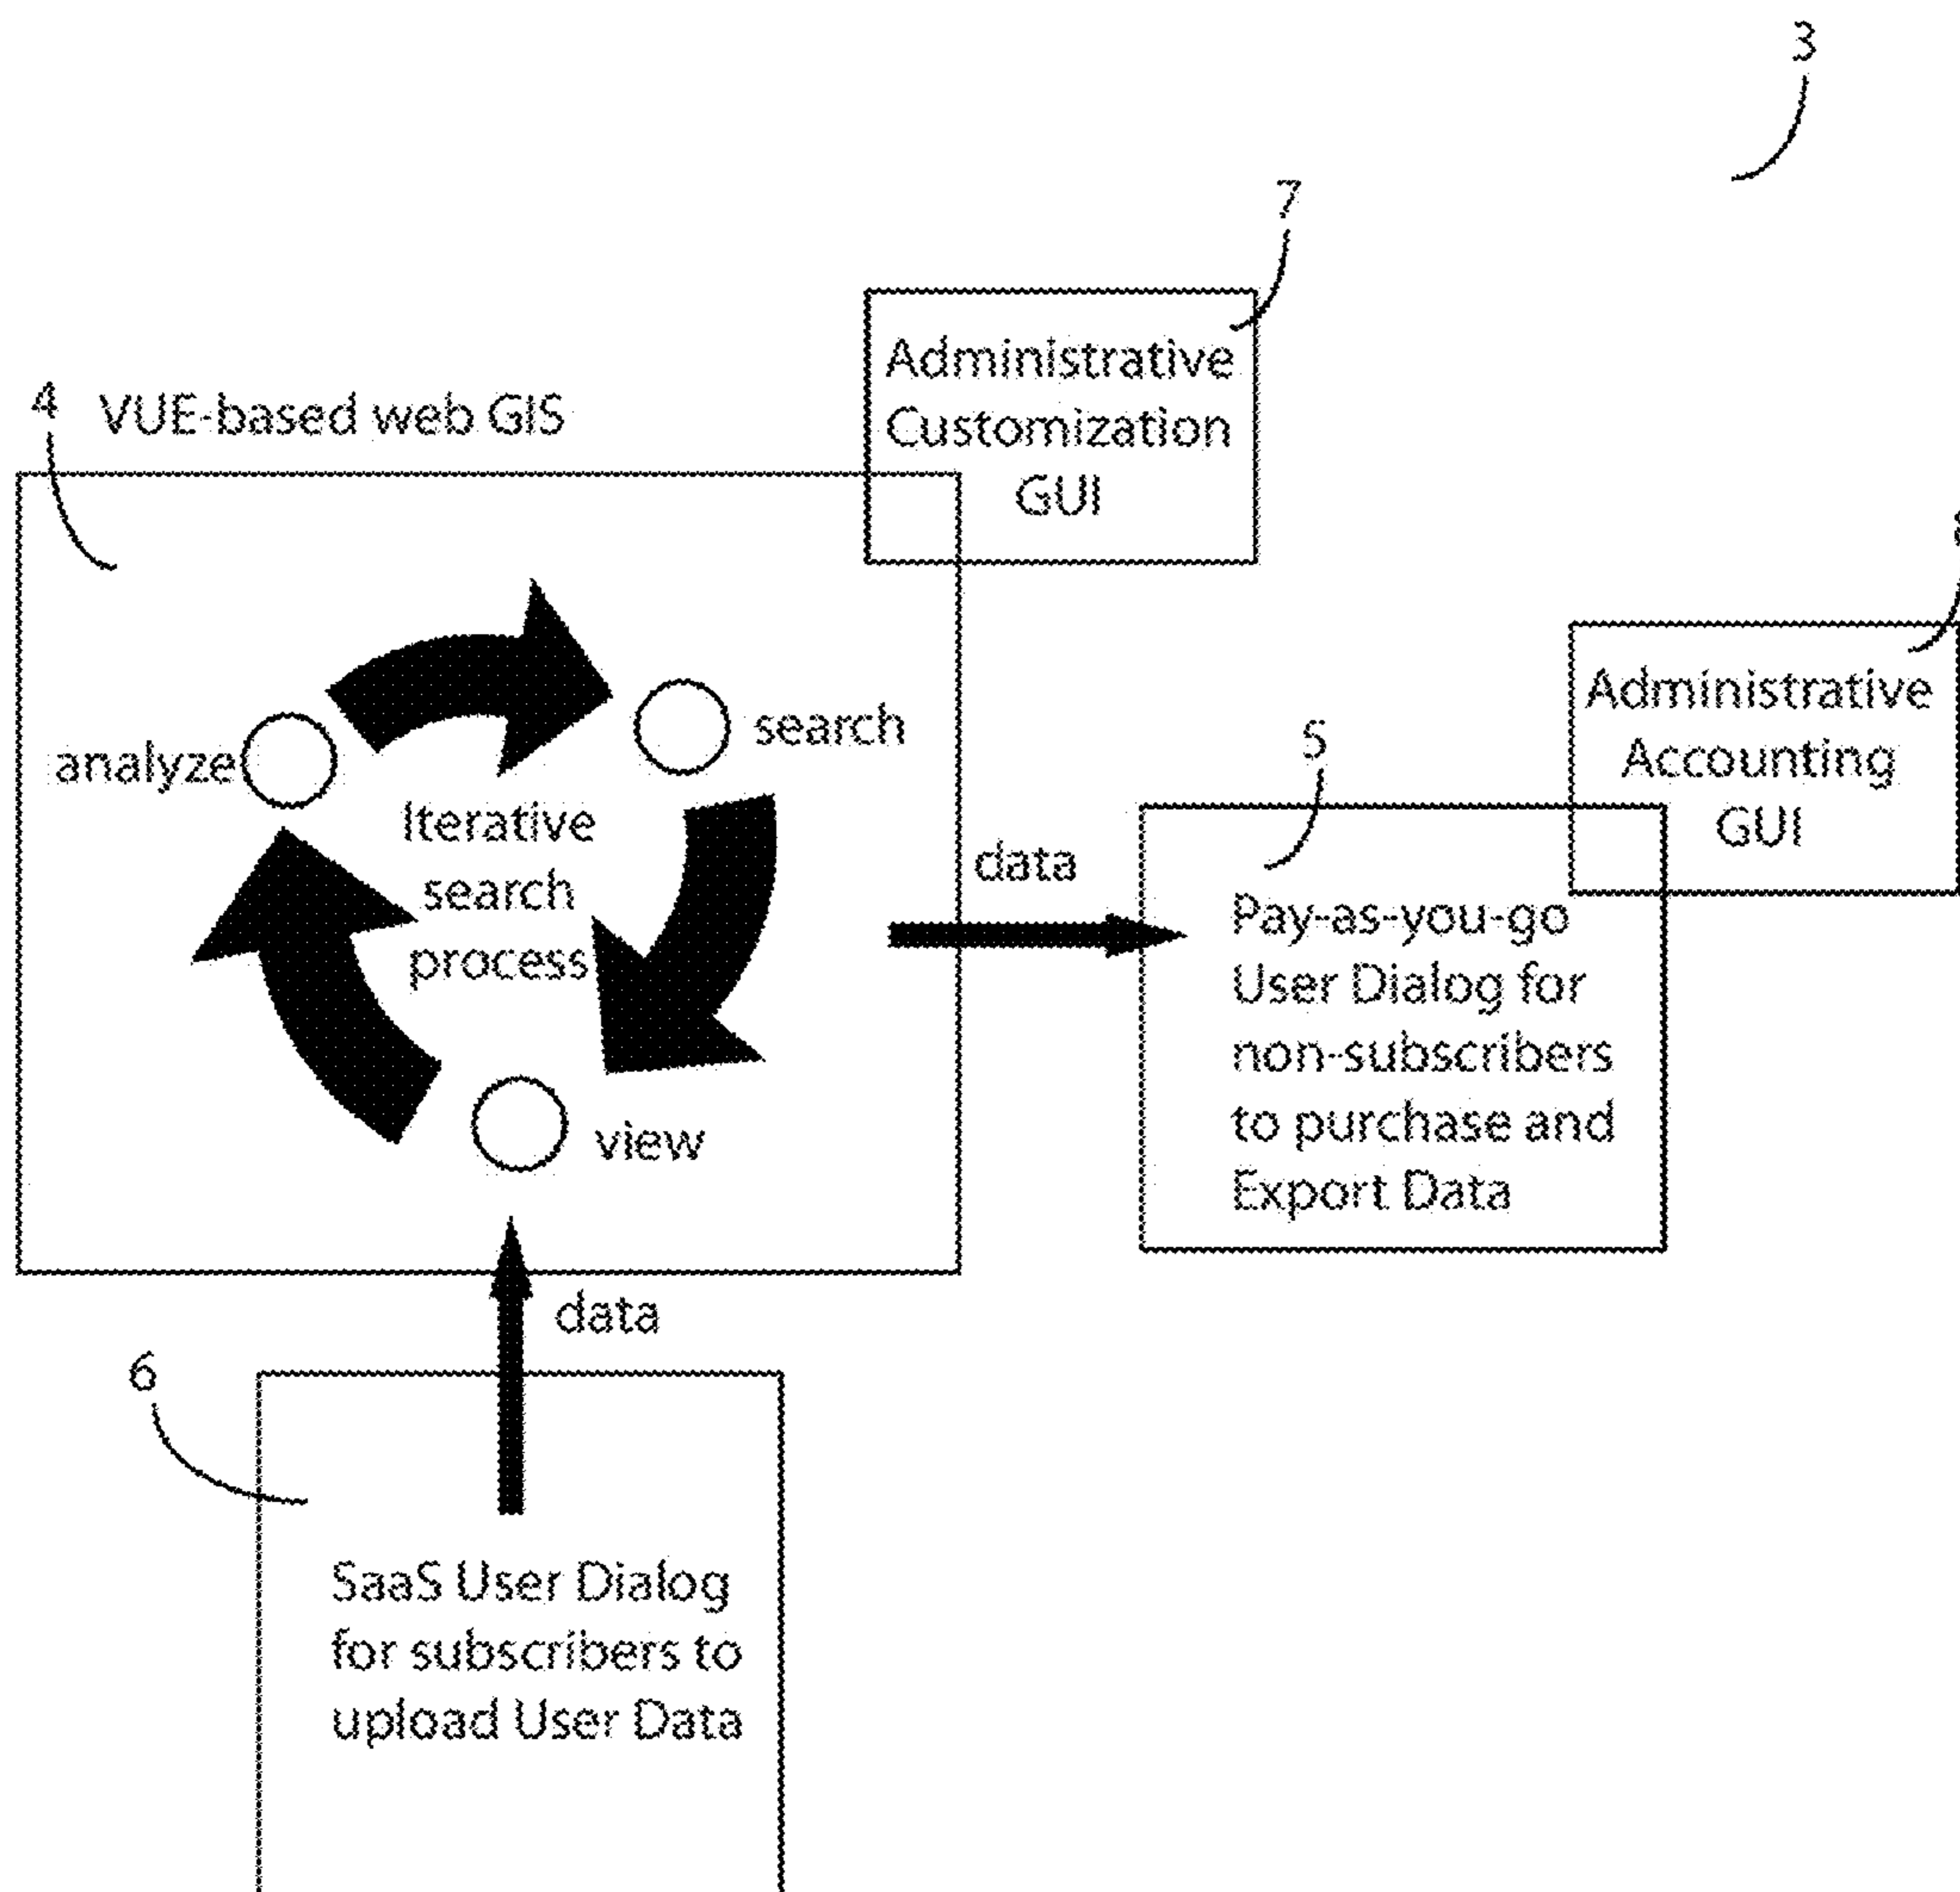 3
7
Administrative
Customization
GUI
4
VUE-based web GIS
Administrative
Accounting
GUI
5
analyze
search
Iterative
search
process
view
data
Pay-as-you-go
User Dialog for
non-subscribers
to purchase and
Export Data
data
6
SaaS User Dialog
for subscribers to
upload User Data